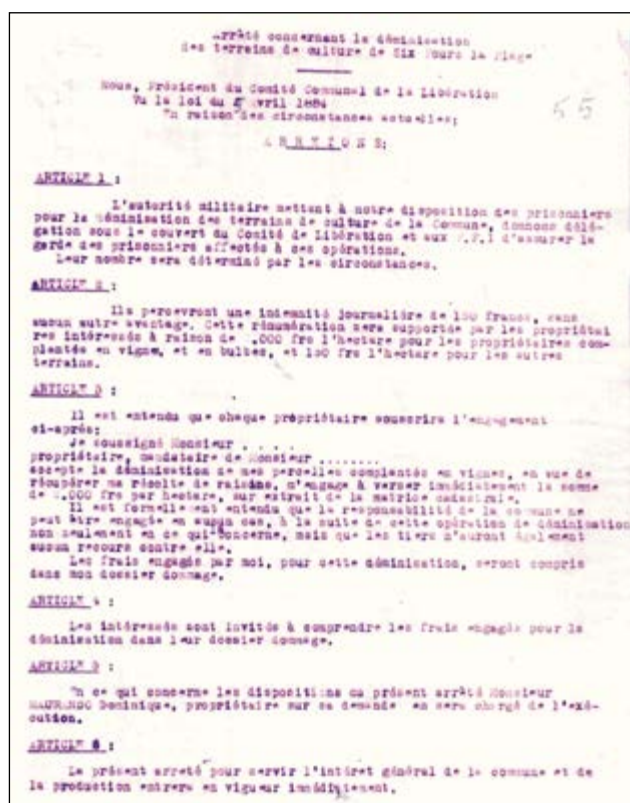 Arrêté concernant la déminisation
des terrains de culture de Six Fours la Plage
Nous, Président du Comité Communal de la Libération
Vu la loi du 5 avril 1884
En raison des circonstances actuelles;
55
ARRETONS:
ARTICLE 1 :
L'autorité militaire mettant à notre disposition des prisonniers
pour la déminisation des terrains de culture de la Commune, donnons délé-
gation sous le couvert du Comité de Libération et aux F.F.I d'assurer la
garde des prisonniers affectés à ces opérations.
Leur nombre sera déterminé par les circonstances.
ARTICLE 2 :
Ils percevront une indemnité journalière de francs, sans
aucun autre avantage. Cette rénumération sera supportée par les propriétai
res intéressés à raison de .000 frs l'hectare pour les propriétaires com-
plentés en vigne, et en bulbes, et frs l'hectare pour les autres
terrains.
ARTICLE 3 :
Il est entendu que chaque propriétaire souscrira l'engagement
ci-après:
Je soussigné Monsieur . . . .
propriétaire, mandataire de Monsieur ........
accepte la déminisation de mes parcelles complentées en vignes, en vue de
récupérer ma récolte de raisins, m'engage à verser immédiatement la somme
de .000 frs par hectare, sur extrait de la matrice cadastrale.
Il est formellement entendu que la responsabilité de la commune ne
peut être engagée en aucun cas, à la suite de cette opération de déminisation
non seulement en ce qui concerne, mais que les tiers n'auront également
aucun recours contre elle.
Les frais engagés par moi, pour cette déminisation, seront compris
dans mon dossier dommage.
ARTICLE 4 :
Les intéressés sont invités à comprendre les frais engagés pour la
déminisation dans leur dossier dommage.
ARTICLE 5 :
En ce qui concerne les dispositions du présent arrêté Monsieur
Dominique, propriétaire sur sa demande en sera chargé de l'exé-
cution.
ARTICLE 6 :
Le présent arreté pour servir l'intéret général de la commune et de
la production entrera en vigueur immédiatement.